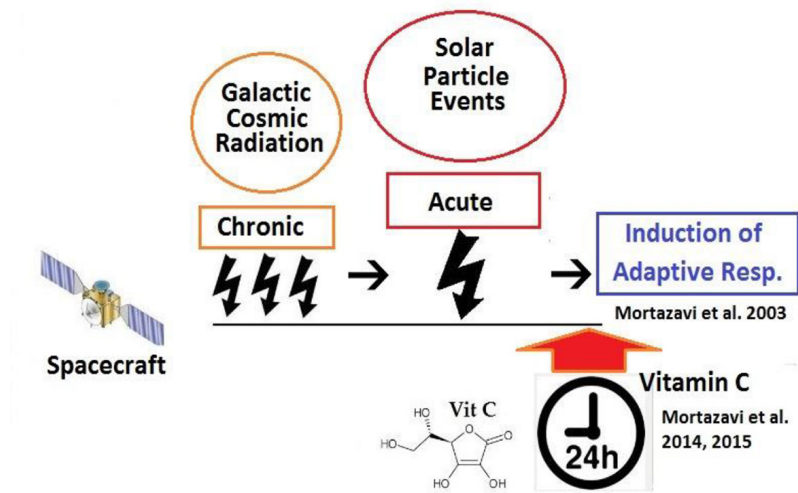 Galactic
Cosmic
Radiation
Solar
Particle
Events
Chronic
Acute
Induction of
Adaptive Resp.
Mortazavi et al. 2003
Spacecraft
Vit C
HO
O
O
HO
HO
OH
24h
Vitamin C
Mortazavi et al.
2014, 2015